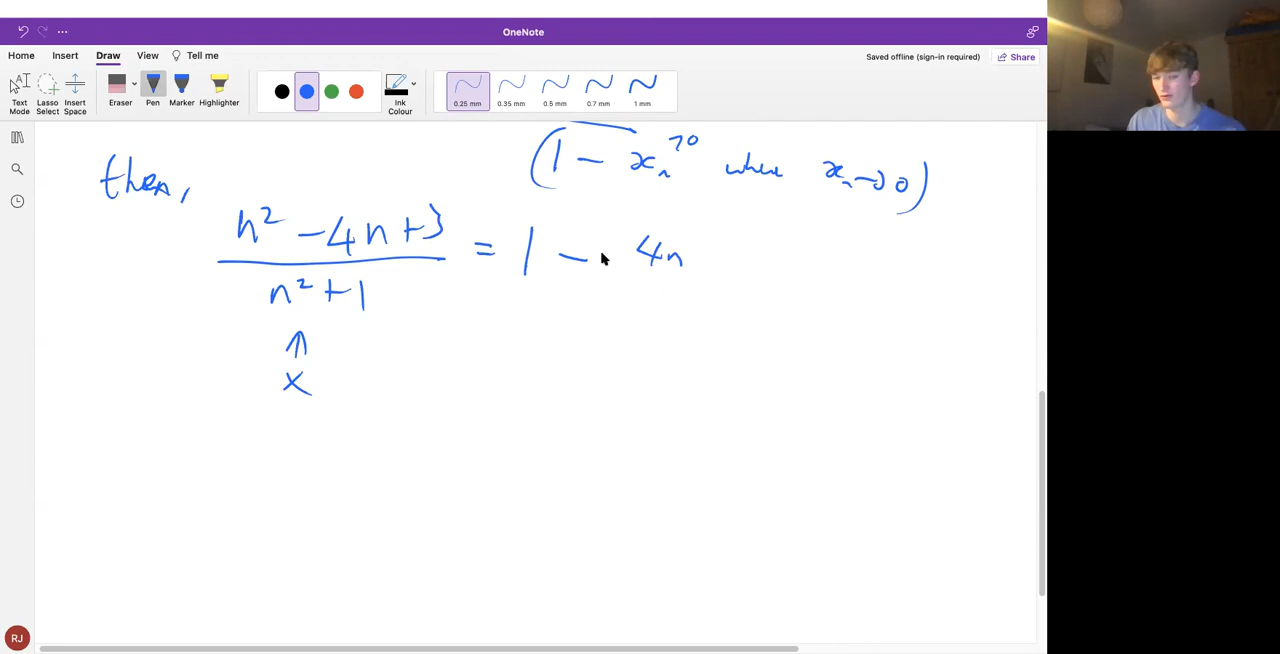 OneNote
Home Insert Draw View Tell me
Saved offline (sign-in required) Share
Text Mode
Lasso Select
Insert Space
Eraser
Pen
Marker
Highlighter
Ink Colour
0.25 mm 0.35 mm 0.5 mm 0.7 mm 1 mm
(1 − xₙ >0 where xₙ → 0)
then,
n² − 4n + 3
= 1 − 4n
n² + 1
↑
x
RJ